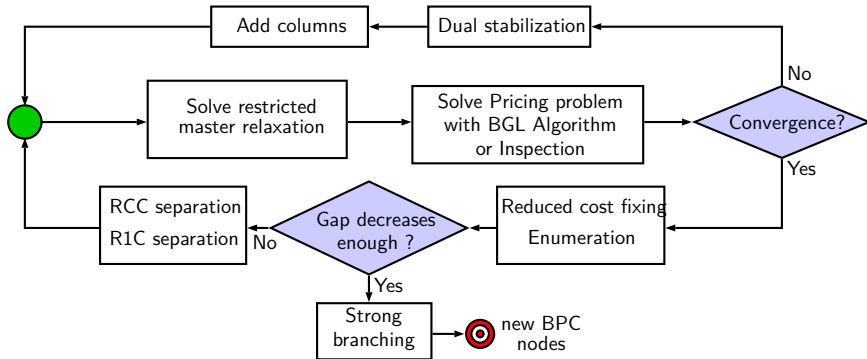 Add columns
Dual stabilization
No
Solve restricted
master relaxation
Solve Pricing problem
with BGL Algorithm
or Inspection
Convergence?
Yes
RCC separation
R1C separation
No
Gap decreases
enough ?
Reduced cost fixing
Enumeration
Yes
Strong
branching
new BPC
nodes